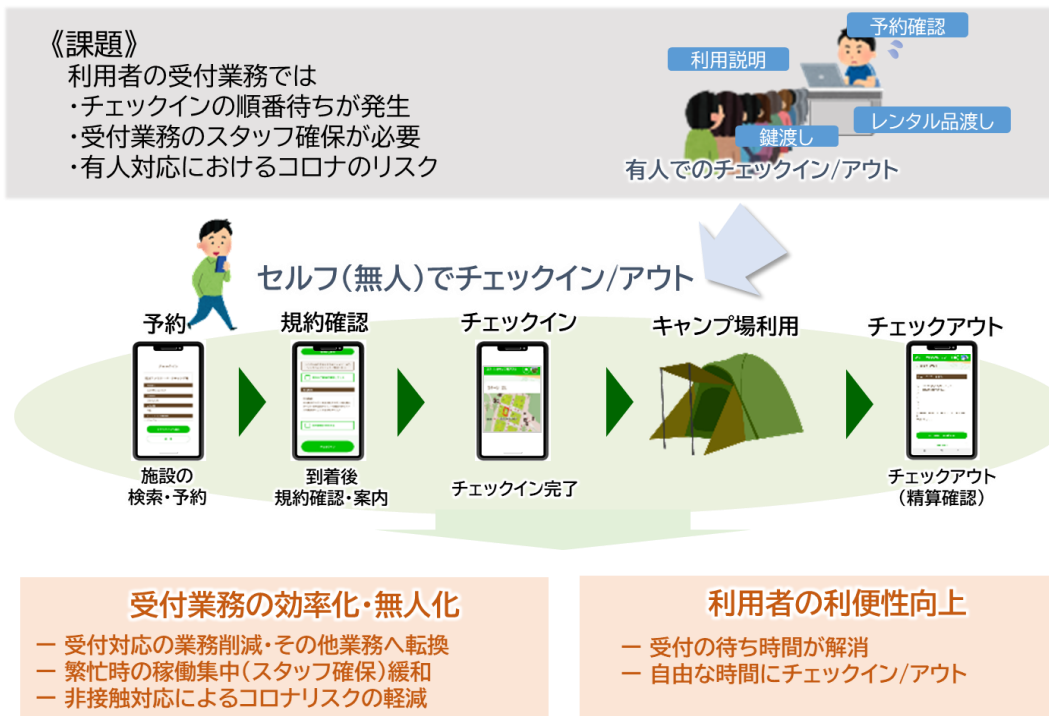 《課題》
利用者の受付業務では
・チェックインの順番待ちが発生
・受付業務のスタッフ確保が必要
・有人対応におけるコロナのリスク
予約確認
利用説明
レンタル品渡し
鍵渡し
有人でのチェックイン/アウト
セルフ(無人)でチェックイン/アウト
予約
規約確認
チェックイン
キャンプ場利用
チェックアウト
施設の
検索・予約
到着後
規約確認・案内
チェックイン完了
チェックアウト
(精算確認)
受付業務の効率化・無人化
ー 受付対応の業務削減・その他業務へ転換
ー 繁忙時の稼働集中(スタッフ確保)緩和
ー 非接触対応によるコロナリスクの軽減
利用者の利便性向上
ー 受付の待ち時間が解消
ー 自由な時間にチェックイン/アウト